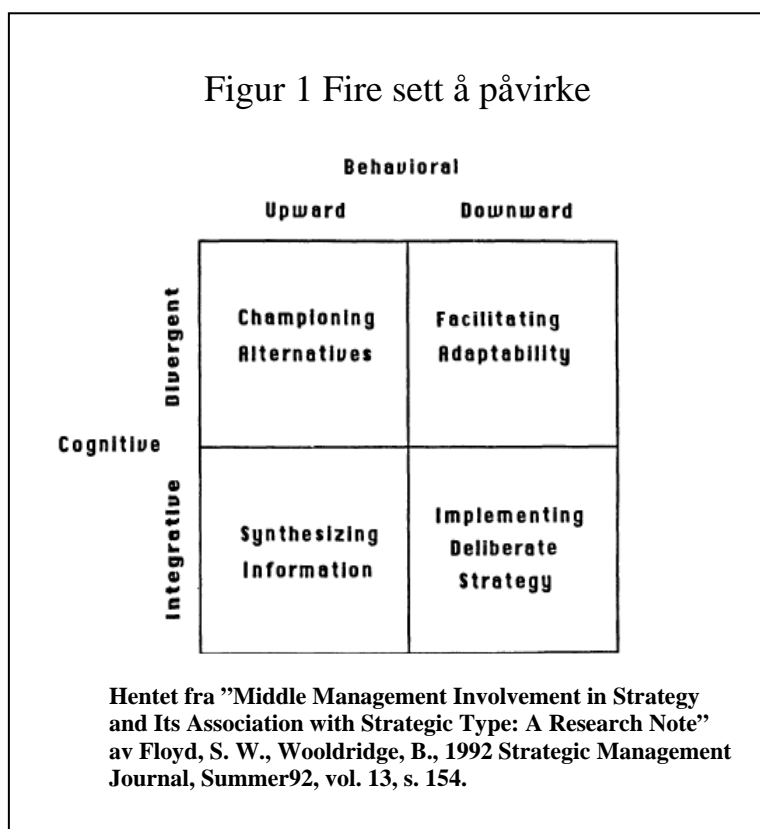 Figur 1 Fire sett å påvirke
Behavioral
Upward Downward
Divergent
Championing
Alternatives
Facilitating
Adaptability
Cognitive
Integrative
Synthesizing
Information
Implementing
Deliberate
Strategy
Hentet fra ”Middle Management Involvement in Strategy
and Its Association with Strategic Type: A Research Note”
av Floyd, S. W., Wooldridge, B., 1992 Strategic Management
Journal, Summer92, vol. 13, s. 154.